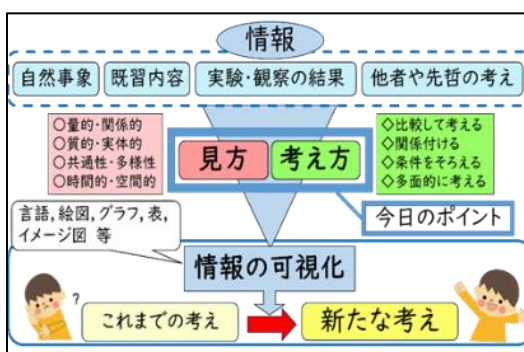 情報
自然事象
既習内容
実験・観察の結果
他者や先哲の考え
○量的・関係的
○質的・実体的
○共通性・多様性
○時間的・空間的
見方
考え方
◇比較して考える
◇関係付ける
◇条件をそろえる
◇多面的に考える
今日のポイント
言語,絵図,グラフ,表,
イメージ図 等
情報の可視化
?
これまでの考え
新たな考え